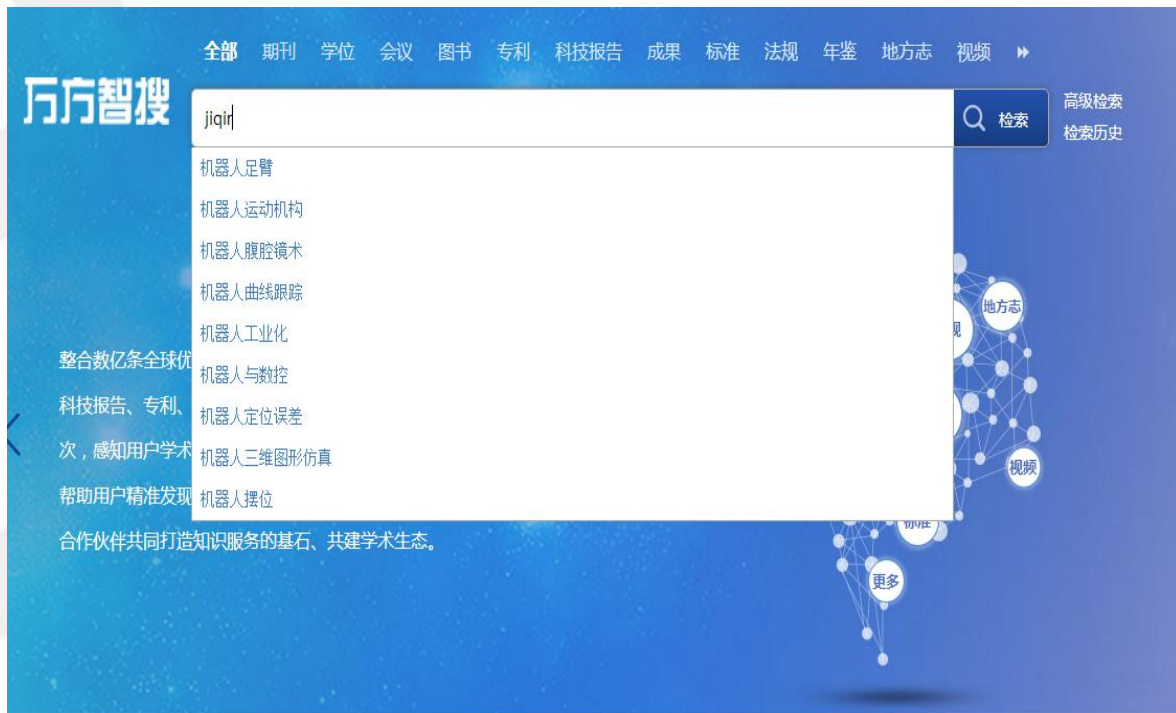 全部 期刊 学位 会议 图书 专利 科技报告 成果 标准 法规 年鉴 地方志 视频
万方智搜
jiqir
检索
高级检索
检索历史
机器人足臂
机器人运动机构
机器人腹腔镜术
机器人曲线跟踪
机器人工业化
机器人与数控
机器人定位误差
机器人三维图形仿真
机器人摆位
整合数亿条全球优
科技报告、专利、
次，感知用户学术
帮助用户精准发现
合作伙伴共同打造知识服务的基石、共建学术生态。
地方志
视频
标准
更多